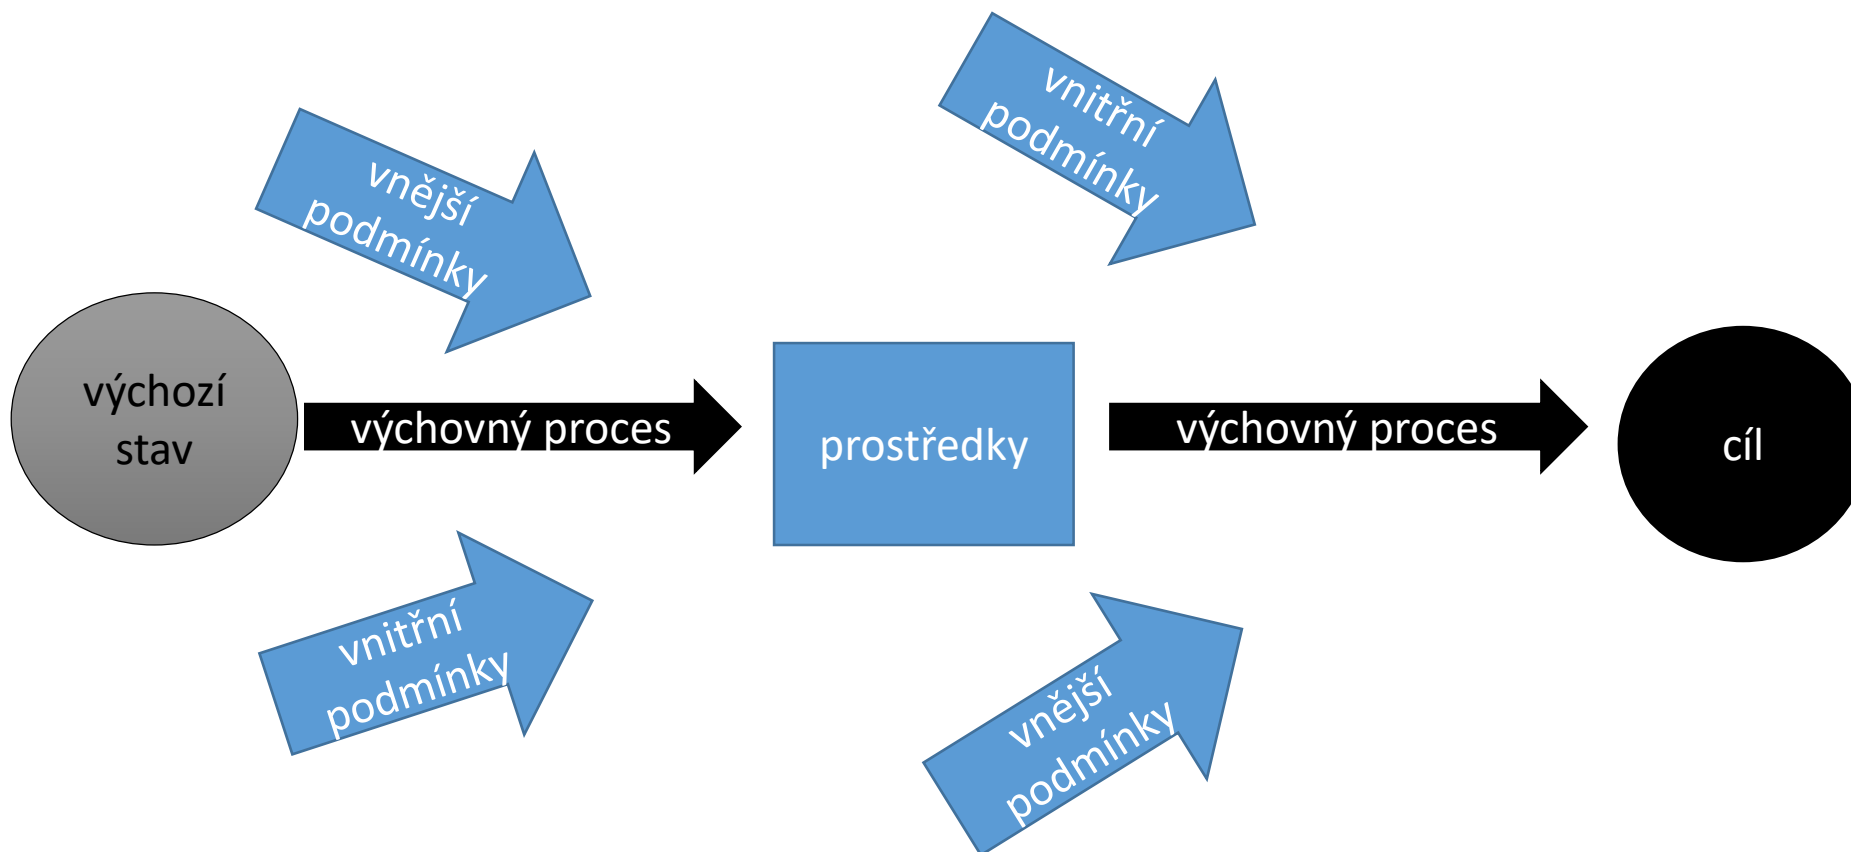 vnější
podmínky
vnitřní
podmínky
výchozí
stav
výchovný proces
prostředky
výchovný proces
cíl
vnitřní
podmínky
vnější
podmínky